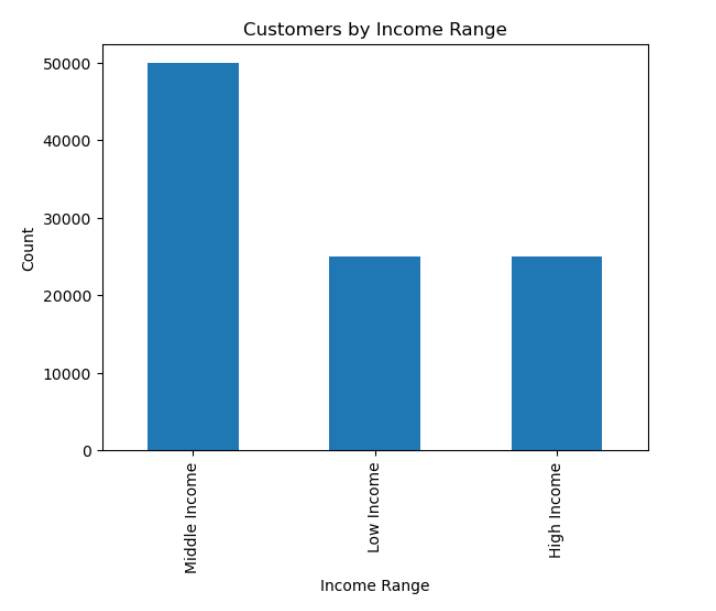 Customers by Income Range
Count
50000
40000
30000
20000
10000
0
Middle Income
Low Income
High Income
Income Range